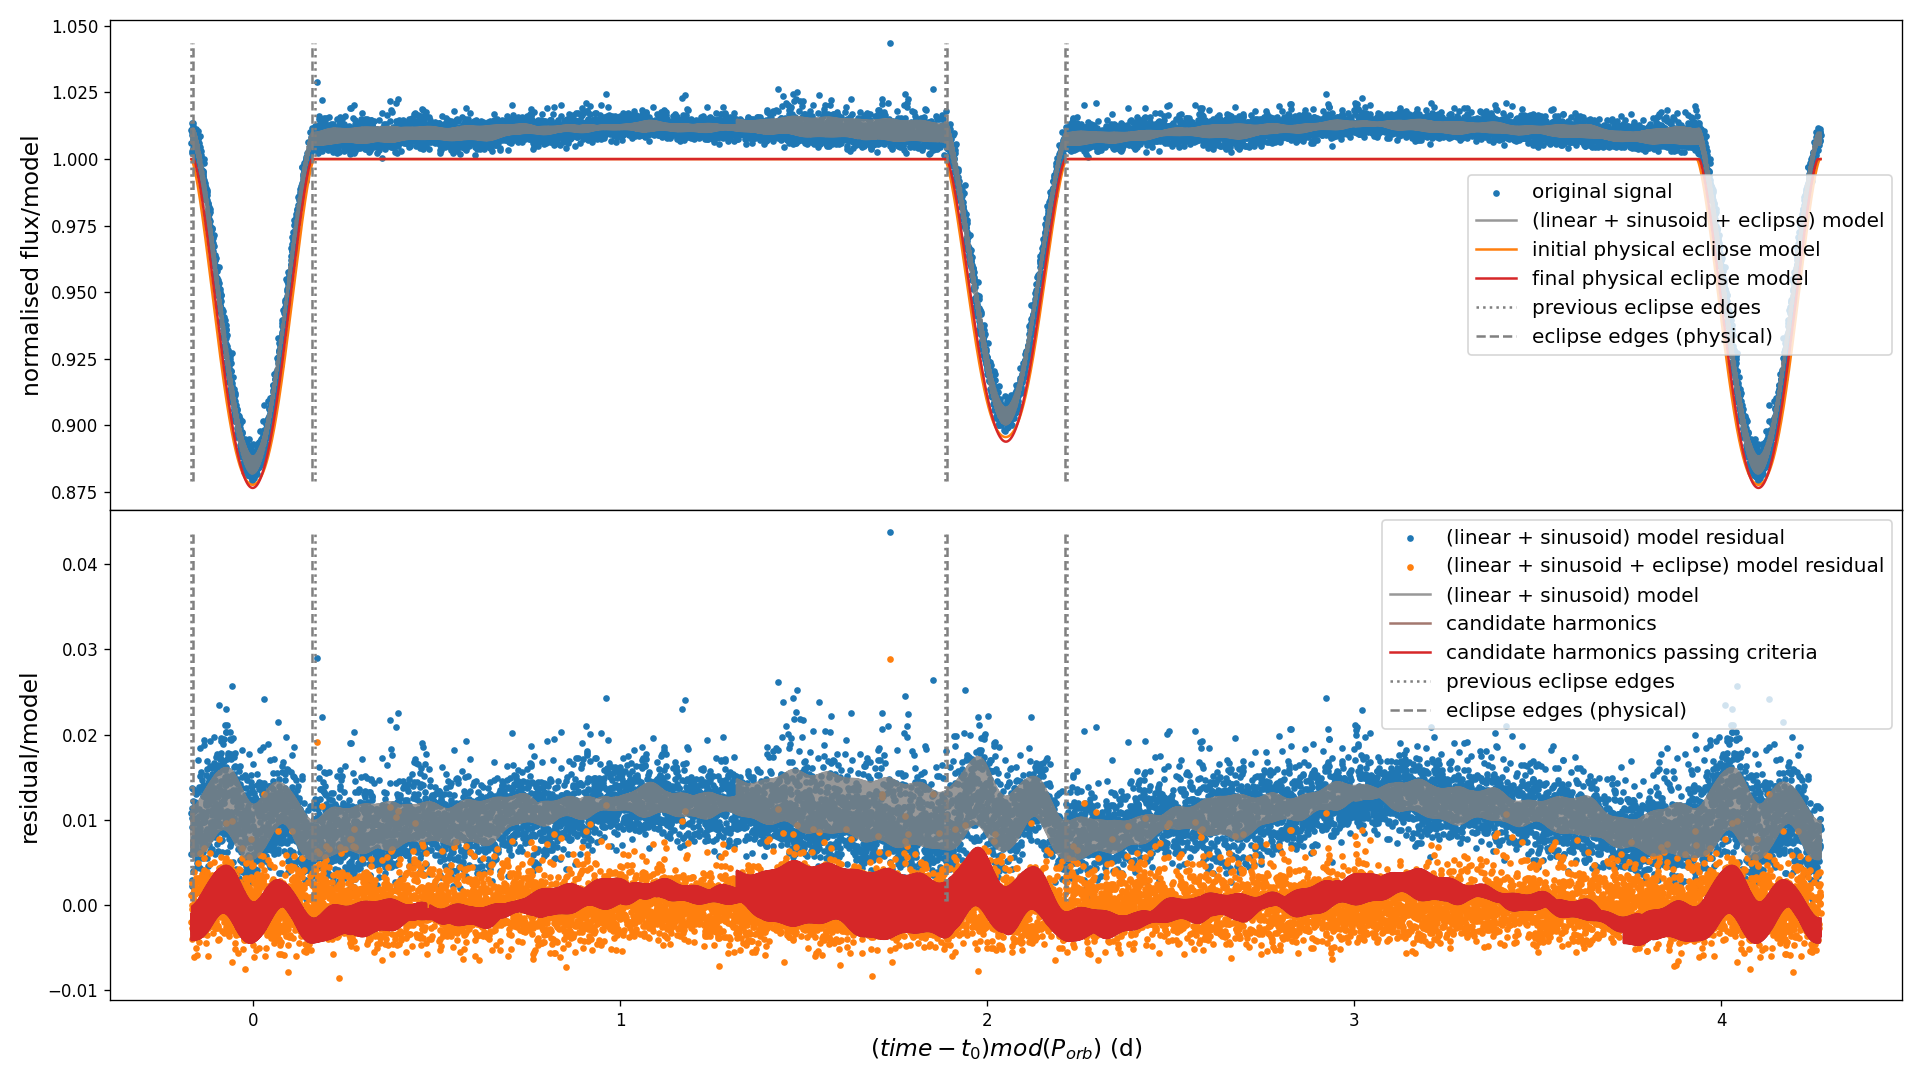 1.050
1.025
1.000
0.975
0.950
0.925
0.900
0.875
normalised flux/model
original signal
(linear + sinusoid + eclipse) model
initial physical eclipse model
final physical eclipse model
previous eclipse edges
eclipse edges (physical)
0.04
0.03
0.02
0.01
0.00
−0.01
residual/model
(linear + sinusoid) model residual
(linear + sinusoid + eclipse) model residual
(linear + sinusoid) model
candidate harmonics
candidate harmonics passing criteria
previous eclipse edges
eclipse edges (physical)
0 1 2 3 4
(time − t₀)mod(P_orb) (d)